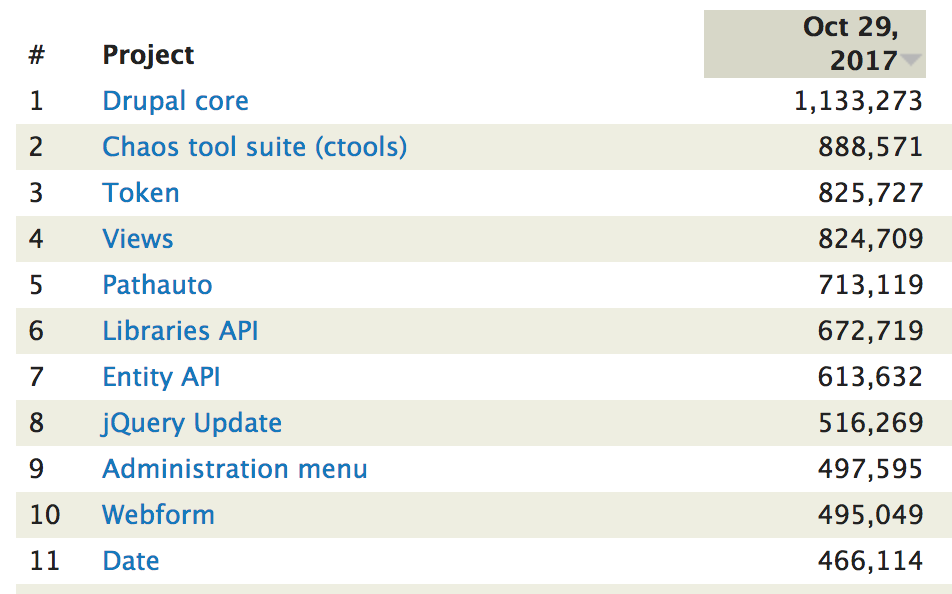 # Project Oct 29, 2017
1 Drupal core 1,133,273
2 Chaos tool suite (ctools) 888,571
3 Token 825,727
4 Views 824,709
5 Pathauto 713,119
6 Libraries API 672,719
7 Entity API 613,632
8 jQuery Update 516,269
9 Administration menu 497,595
10 Webform 495,049
11 Date 466,114